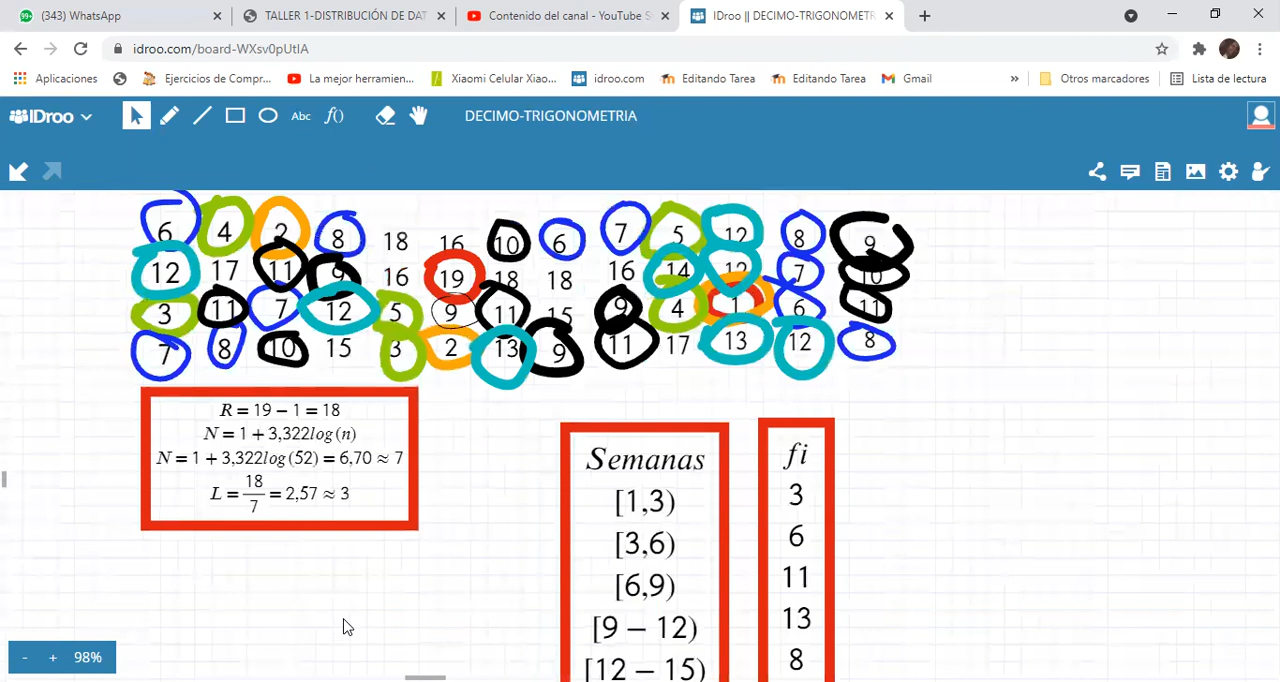 (343) WhatsApp
TALLER 1-DISTRIBUCIÓN DE DAT
Contenido del canal - YouTube S
IDroo || DECIMO-TRIGONOMETR
idroo.com/board-WXsv0pUtIA
Aplicaciones
Ejercicios de Compr...
La mejor herramien...
Xiaomi Celular Xiao...
idroo.com
Editando Tarea
Editando Tarea
Gmail
»
Otros marcadores
Lista de lectura
IDroo
Abc
f()
DECIMO-TRIGONOMETRIA
6 4 2 8 18 16 10 6 7 5 12 8 9
12 17 11 9 16 19 18 18 16 14 12 7 10
3 11 7 12 5 9 11 15 9 4 1 6 11
7 8 10 15 3 2 13 9 11 17 13 12 8
R = 19 − 1 = 18
N = 1 + 3,322log(n)
N = 1 + 3,322log(52) = 6,70 ≈ 7
L = 18/7 = 2,57 ≈ 3
Semanas
[1,3)
[3,6)
[6,9)
[9 − 12)
[12 − 15)
fi
3
6
11
13
8
- + 98%